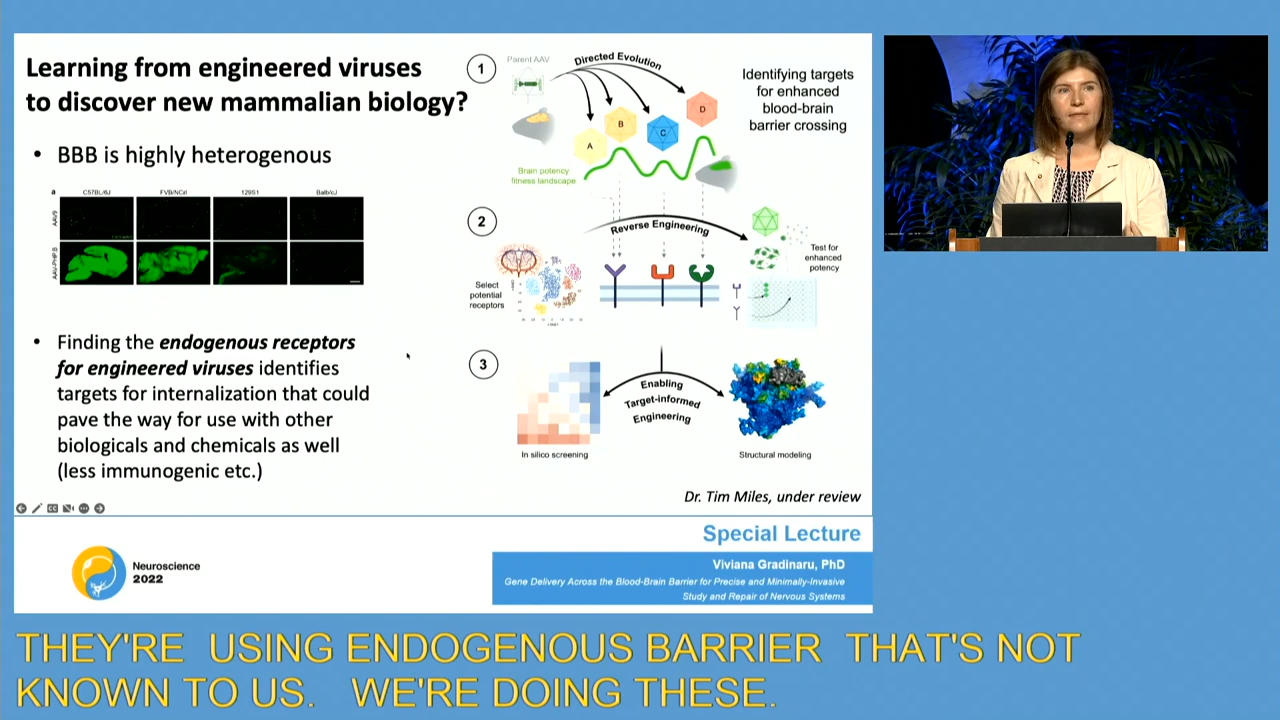 Learning from engineered viruses
to discover new mammalian biology?
• BBB is highly heterogenous
a
C57BL/6J
FVB/NCrl
129S1
Balb/cJ
AAV9
AAV-PHP.B
• Finding the endogenous receptors
for engineered viruses identifies
targets for internalization that could
pave the way for use with other
biologicals and chemicals as well
(less immunogenic etc.)
1
Parent AAV
Directed Evolution
A
B
C
D
Brain potency
fitness landscape
Identifying targets
for enhanced
blood-brain
barrier crossing
2
Reverse Engineering
Select
potential
receptors
Test for
enhanced
potency
3
Enabling
Target-informed
Engineering
In silico screening
Structural modeling
Dr. Tim Miles, under review
Special Lecture
Neuroscience
2022
Viviana Gradinaru, PhD
Gene Delivery Across the Blood-Brain Barrier for Precise and Minimally-Invasive
Study and Repair of Nervous Systems
THEY'RE USING ENDOGENOUS BARRIER THAT'S NOT
KNOWN TO US. WE'RE DOING THESE.